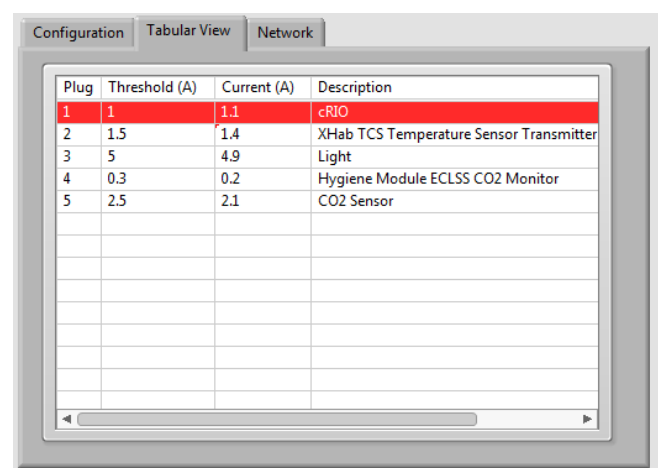 Configuration Tabular View Network
Plug Threshold (A) Current (A) Description
1 1 1.1 cRIO
2 1.5 1.4 XHab TCS Temperature Sensor Transmitter
3 5 4.9 Light
4 0.3 0.2 Hygiene Module ECLSS CO2 Monitor
5 2.5 2.1 CO2 Sensor